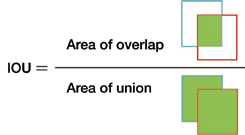 Area of overlap
IOU =
Area of union